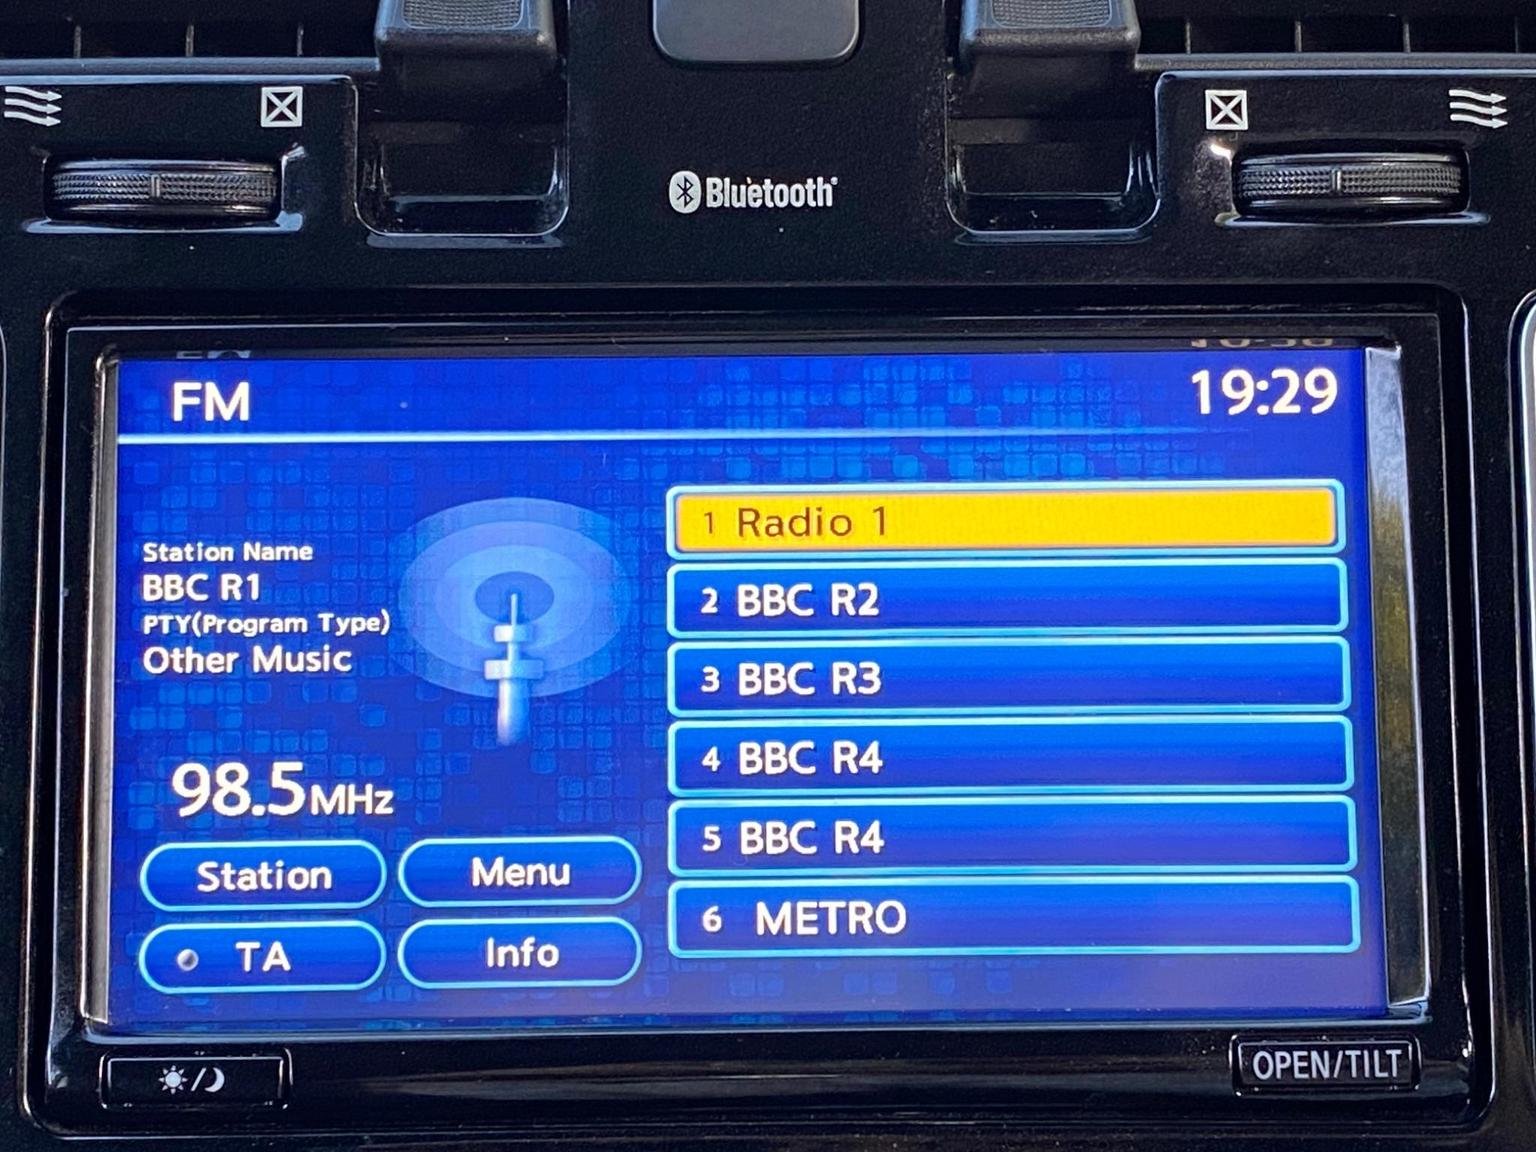 Bluetooth®
FM
19:29
Station Name
BBC R1
PTY(Program Type)
Other Music
98.5MHz
Station
Menu
TA
Info
1 Radio 1
2 BBC R2
3 BBC R3
4 BBC R4
5 BBC R4
6 METRO
OPEN/TILT